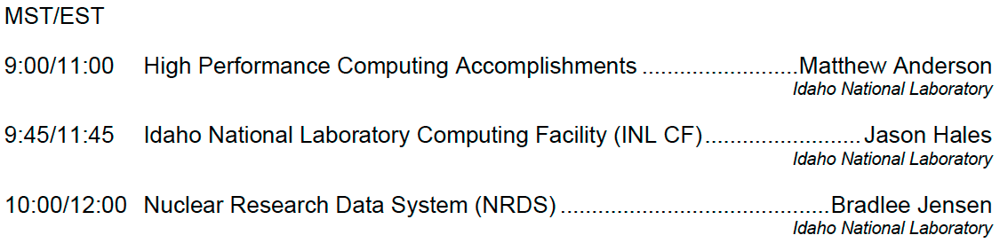 MST/EST
9:00/11:00 High Performance Computing Accomplishments .........................Matthew Anderson
Idaho National Laboratory
9:45/11:45 Idaho National Laboratory Computing Facility (INL CF).........................Jason Hales
Idaho National Laboratory
10:00/12:00 Nuclear Research Data System (NRDS)...........................................Bradlee Jensen
Idaho National Laboratory